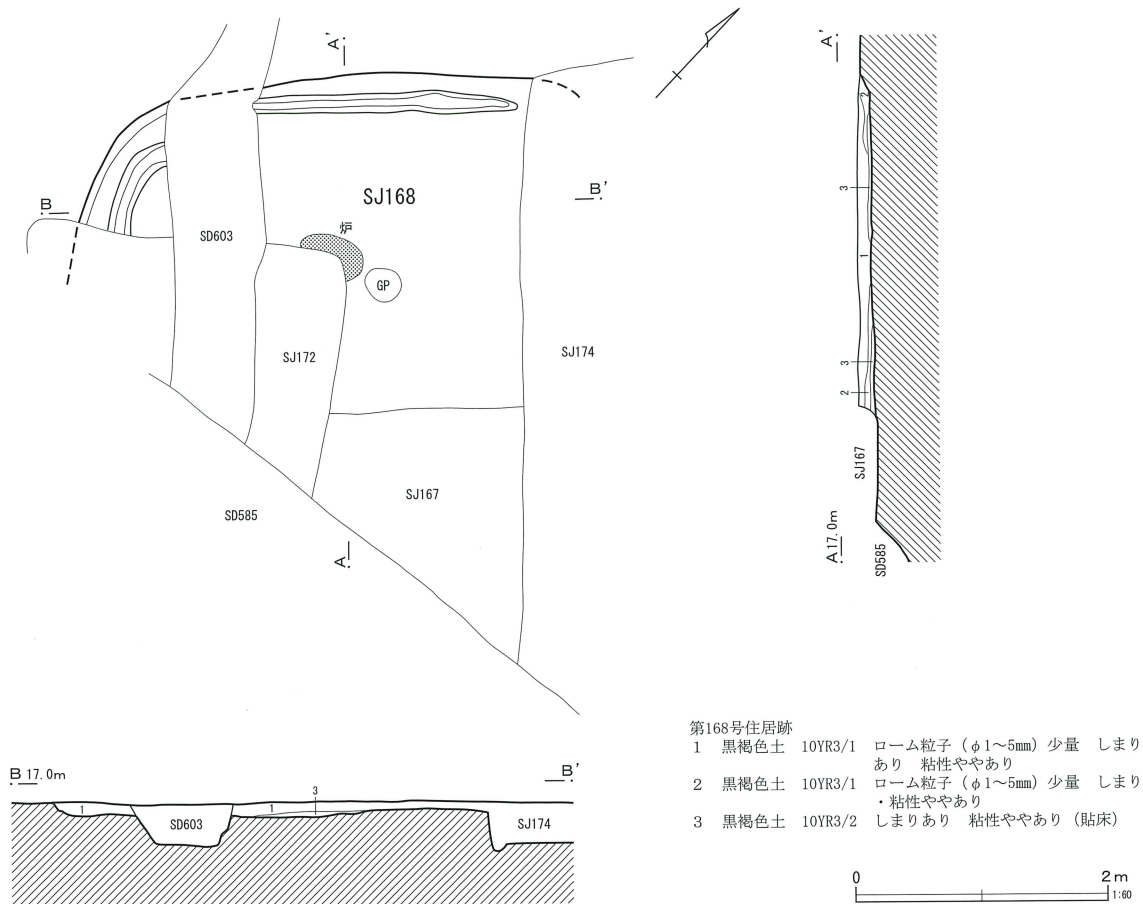 A'
A'
B
SJ168
B'
炉
SD603
GP
3
1
SJ172
SJ174
3
2
SJ167
SJ167
SD585
A
A 17.0m
SD585
第168号住居跡
1 黒褐色土 10YR3/1 ローム粒子（φ1～5㎜）少量 しまり
あり 粘性ややあり
2 黒褐色土 10YR3/1 ローム粒子（φ1～5㎜）少量 しまり
・粘性ややあり
3 黒褐色土 10YR3/2 しまりあり 粘性ややあり（貼床）
B 17.0m
B'
3
1
1
SD603
SJ174
0
2m
1:60